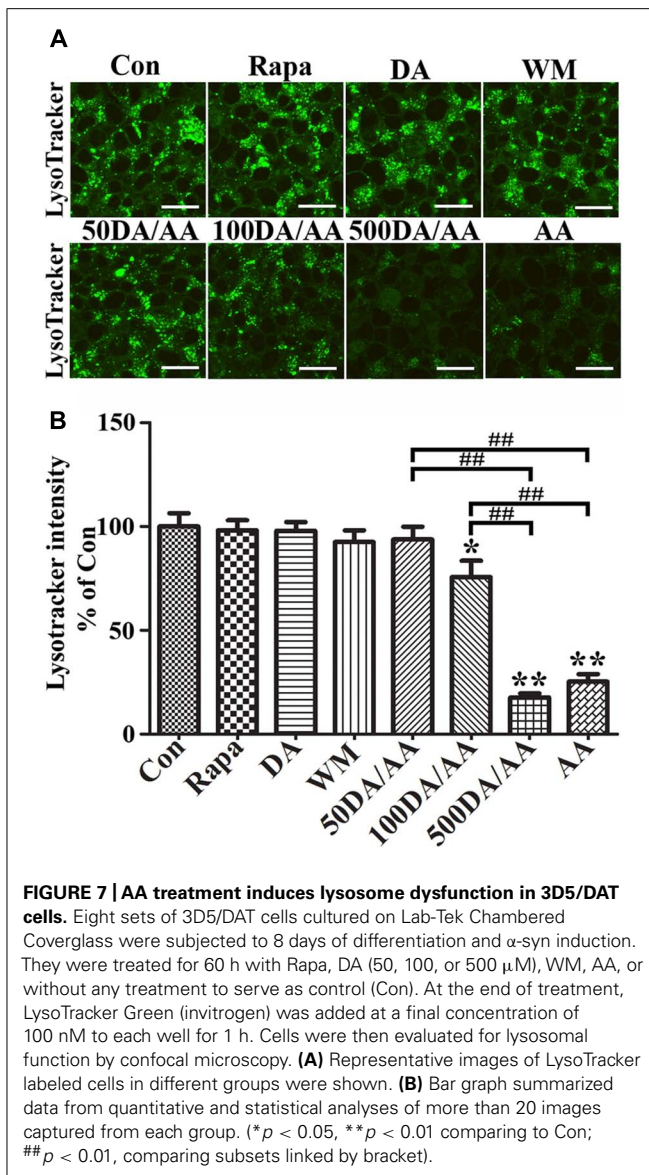 A
Con Rapa DA WM
LysoTracker
50DA/AA 100DA/AA 500DA/AA AA
LysoTracker
B
Lysotracker intensity
% of Con
150
100
50
0
##
##
##
##
*
**
**
Con Rapa DA WM 50DA/AA 100DA/AA 500DA/AA AA
FIGURE 7 | AA treatment induces lysosome dysfunction in 3D5/DAT
cells. Eight sets of 3D5/DAT cells cultured on Lab-Tek Chambered
Coverglass were subjected to 8 days of differentiation and α-syn induction.
They were treated for 60 h with Rapa, DA (50, 100, or 500 μM), WM, AA, or
without any treatment to serve as control (Con). At the end of treatment,
LysoTracker Green (invitrogen) was added at a final concentration of
100 nM to each well for 1 h. Cells were then evaluated for lysosomal
function by confocal microscopy. (A) Representative images of LysoTracker
labeled cells in different groups were shown. (B) Bar graph summarized
data from quantitative and statistical analyses of more than 20 images
captured from each group. (*p < 0.05, **p < 0.01 comparing to Con;
##p < 0.01, comparing subsets linked by bracket).